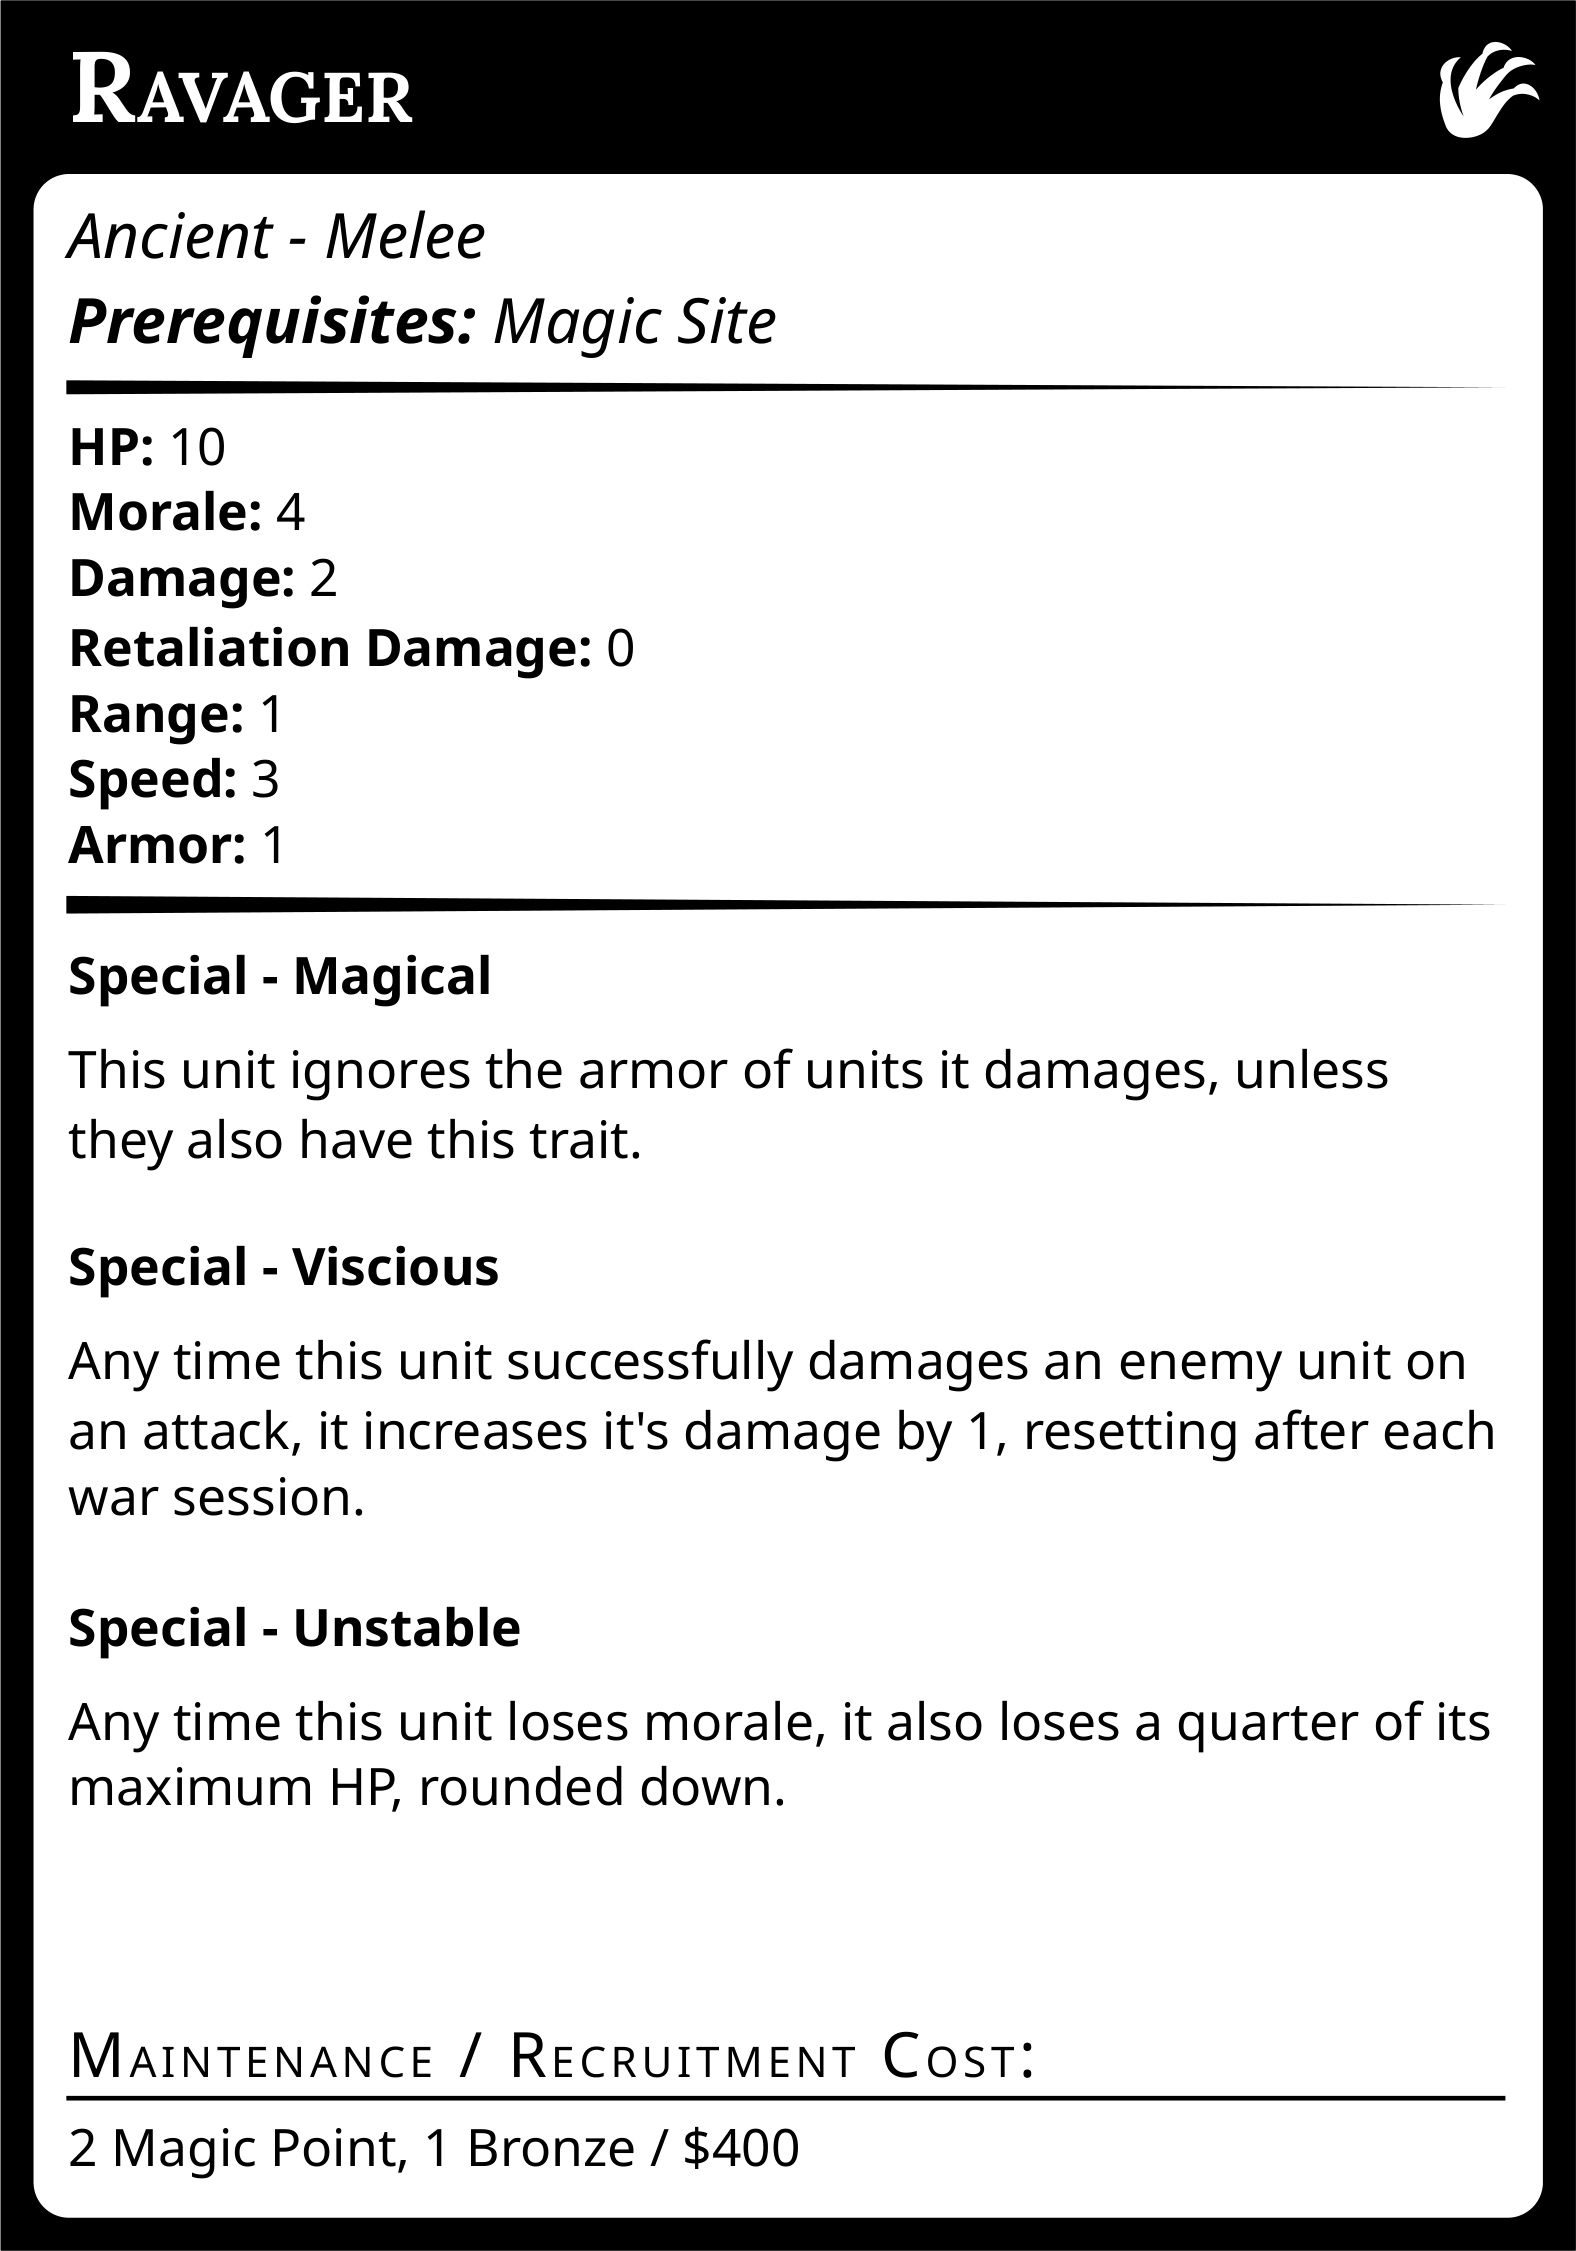 Ravager
Ancient - Melee
Prerequisites: Magic Site
HP: 10
Morale: 4
Damage: 2
Retaliation Damage: 0
Range: 1
Speed: 3
Armor: 1
Special - Magical
This unit ignores the armor of units it damages, unless
they also have this trait.
Special - Viscious
Any time this unit successfully damages an enemy unit on
an attack, it increases it's damage by 1, resetting after each
war session.
Special - Unstable
Any time this unit loses morale, it also loses a quarter of its
maximum HP, rounded down.
Maintenance / Recruitment Cost:
2 Magic Point, 1 Bronze / $400